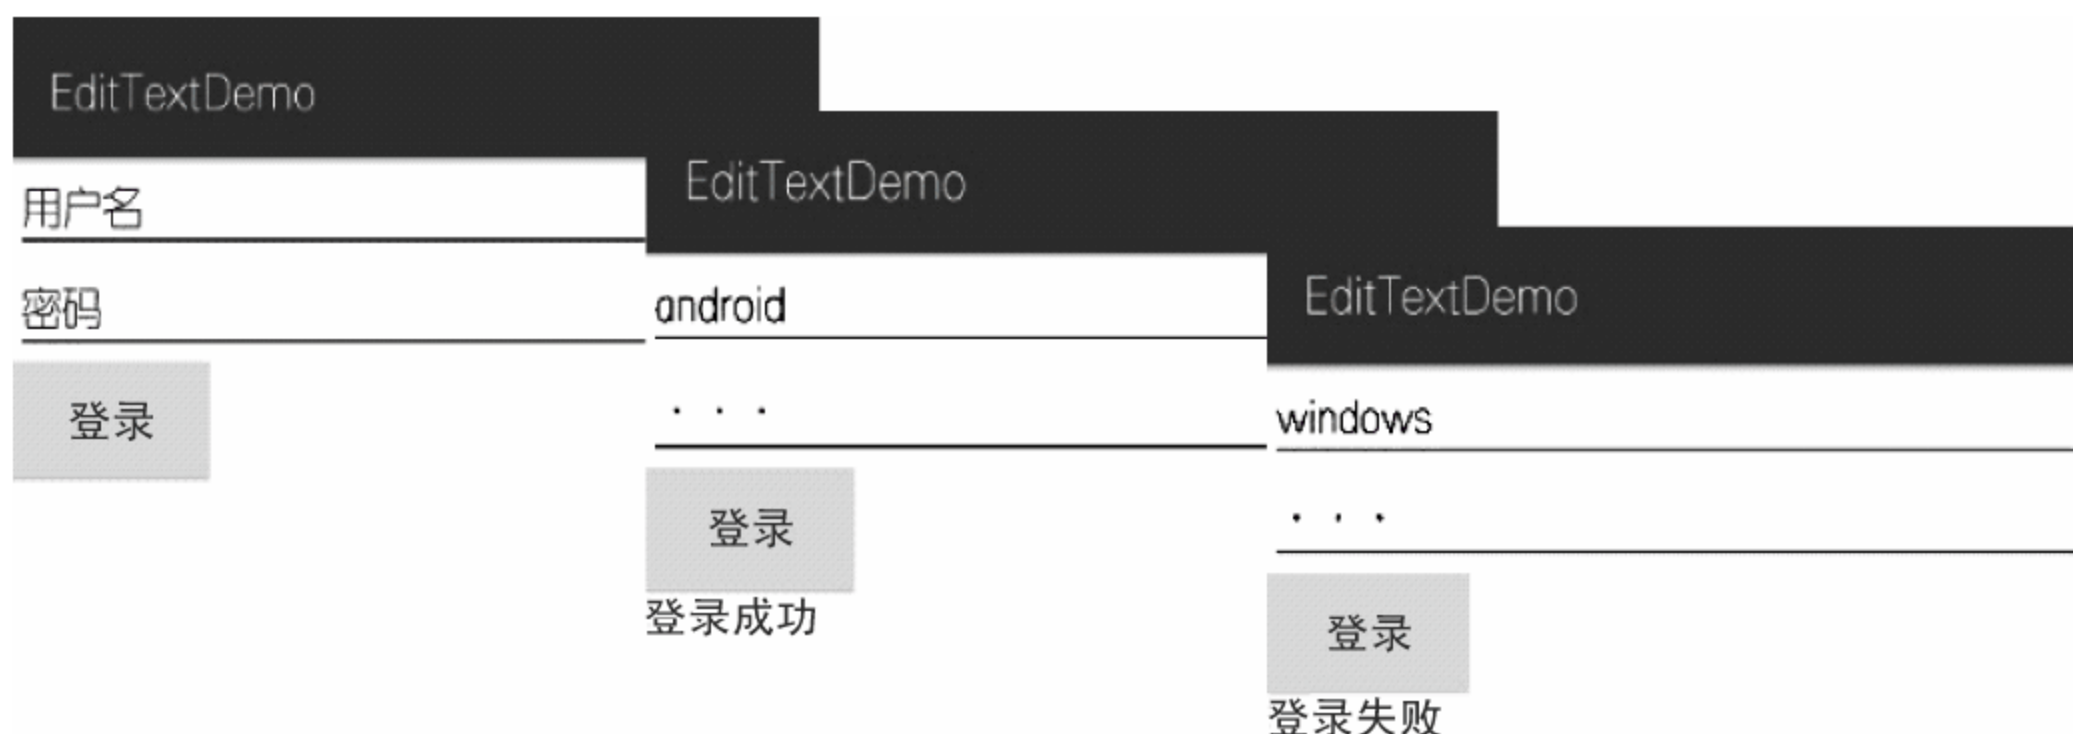 EditTextDemo
用户名
密码
登录
EditTextDemo
android
· · ·
登录
登录成功
EditTextDemo
windows
· · ·
登录
登录失败